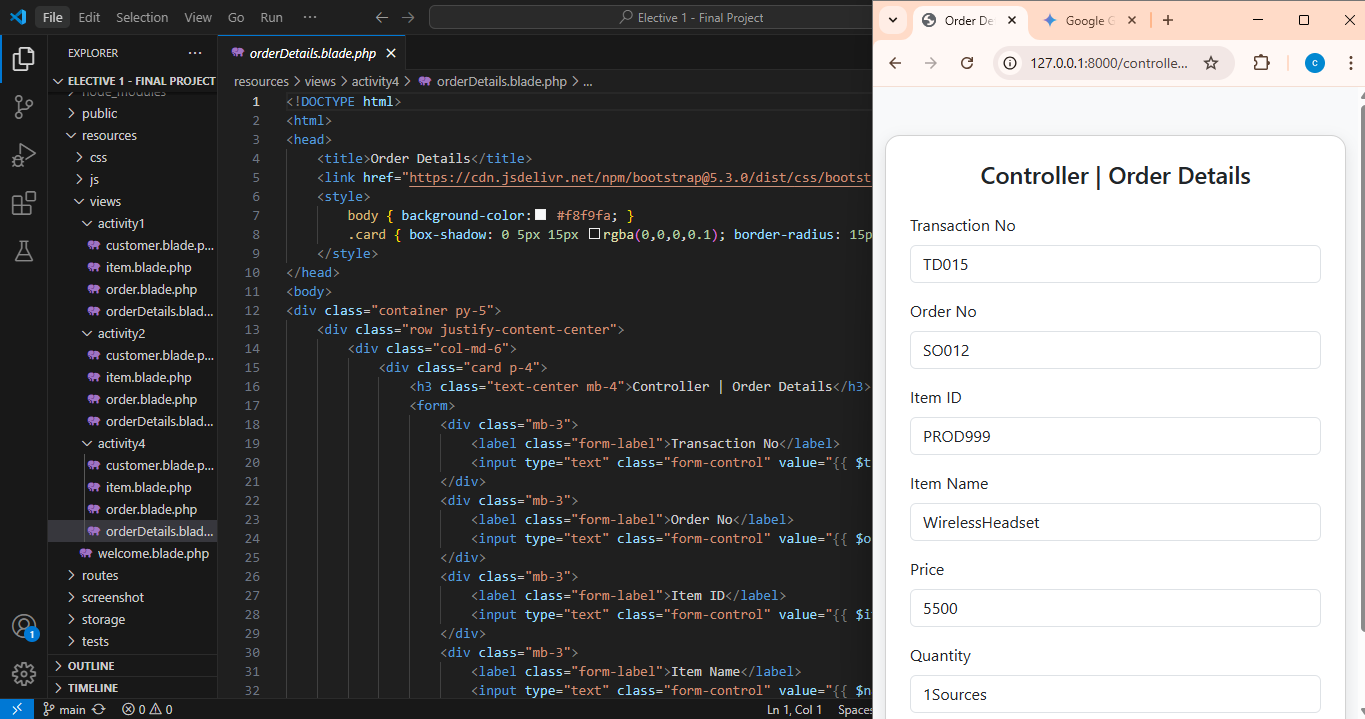 File Edit Selection View Go Run ··· Elective 1 - Final Project
EXPLORER ···
ELECTIVE 1 - FINAL PROJECT
node_modules
public
resources
css
js
views
activity1
customer.blade.p...
item.blade.php
order.blade.php
orderDetails.blad...
activity2
customer.blade.p...
item.blade.php
order.blade.php
orderDetails.blad...
activity4
customer.blade.p...
item.blade.php
order.blade.php
orderDetails.blad...
welcome.blade.php
routes
screenshot
storage
tests
OUTLINE
TIMELINE
1
orderDetails.blade.php
resources > views > activity4 > orderDetails.blade.php > ...
1 <!DOCTYPE html>
2 <html>
3 <head>
4 <title>Order Details</title>
5 <link href="https://cdn.jsdelivr.net/npm/bootstrap@5.3.0/dist/css/bootst
6 <style>
7 body { background-color: #f8f9fa; }
8 .card { box-shadow: 0 5px 15px rgba(0,0,0,0.1); border-radius: 15p
9 </style>
10 </head>
11 <body>
12 <div class="container py-5">
13 <div class="row justify-content-center">
14 <div class="col-md-6">
15 <div class="card p-4">
16 <h3 class="text-center mb-4">Controller | Order Details</h3>
17 <form>
18 <div class="mb-3">
19 <label class="form-label">Transaction No</label>
20 <input type="text" class="form-control" value="{{ $t
21 </div>
22 <div class="mb-3">
23 <label class="form-label">Order No</label>
24 <input type="text" class="form-control" value="{{ $o
25 </div>
26 <div class="mb-3">
27 <label class="form-label">Item ID</label>
28 <input type="text" class="form-control" value="{{ $i
29 </div>
30 <div class="mb-3">
31 <label class="form-label">Item Name</label>
32 <input type="text" class="form-control" value="{{ $n
main 0 0 Ln 1, Col 1 Spaces
Order De Google G
127.0.0.1:8000/controlle... c
Controller | Order Details
Transaction No
TD015
Order No
SO012
Item ID
PROD999
Item Name
WirelessHeadset
Price
5500
Quantity
1Sources